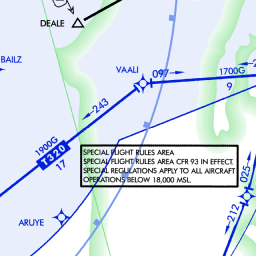 DEALE
BAILZ
VAALI
097
1700G
9
243
1900G
T320
17
SPECIAL FLIGHT RULES AREA
SPECIAL FLIGHT RULES AREA CFR 93 IN EFFECT.
SPECIAL REGULATIONS APPLY TO ALL AIRCRAFT
OPERATIONS BELOW 18,000 MSL.
025
212
ARUYE